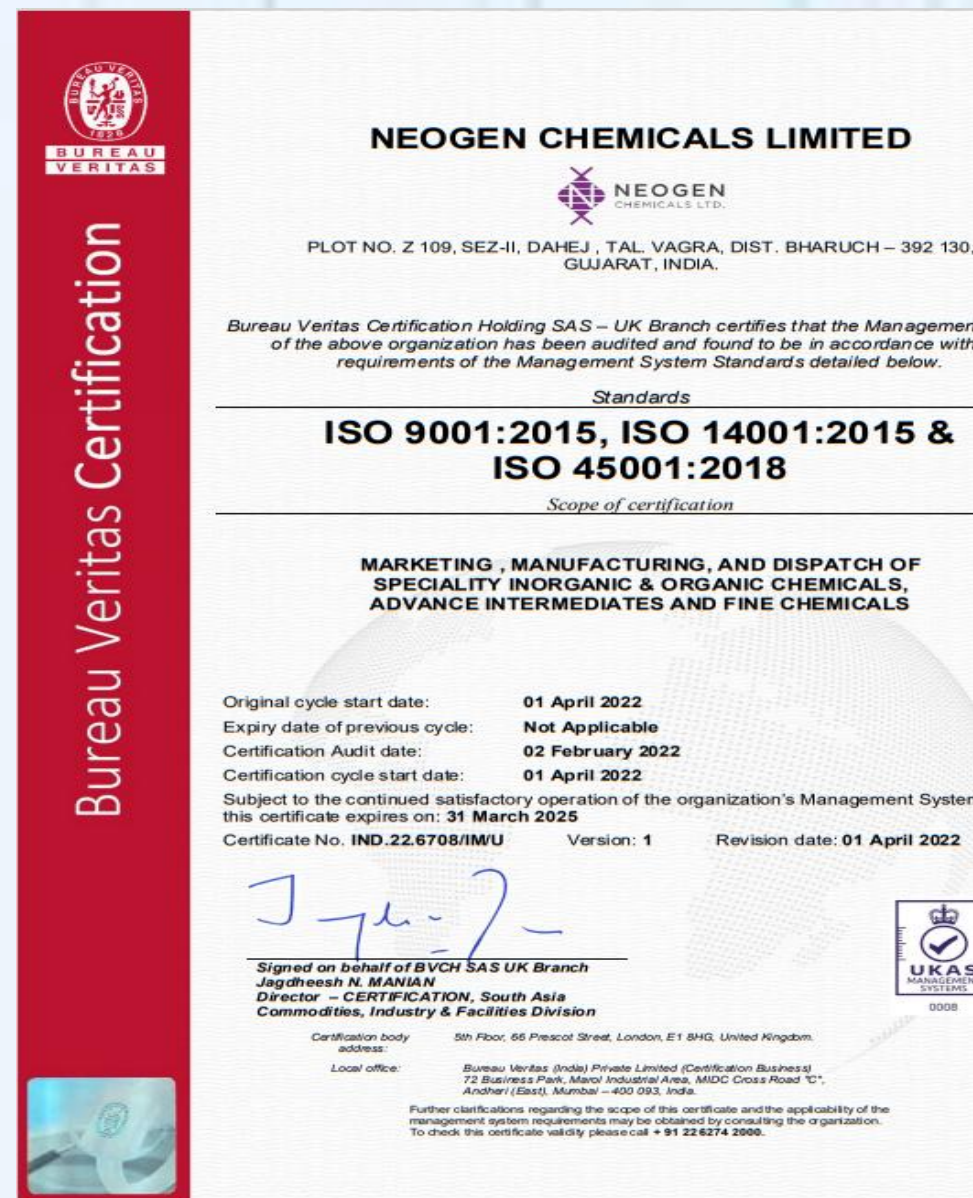 BUREAU VERITAS
1828
BUREAU
VERITAS
Bureau Veritas Certification
NEOGEN CHEMICALS LIMITED
NEOGEN
CHEMICALS LTD.
PLOT NO. Z 109, SEZ-II, DAHEJ , TAL. VAGRA, DIST. BHARUCH – 392 130,
GUJARAT, INDIA.
Bureau Veritas Certification Holding SAS – UK Branch certifies that the Managemen
of the above organization has been audited and found to be in accordance with
requirements of the Management System Standards detailed below.
Standards
ISO 9001:2015, ISO 14001:2015 &
ISO 45001:2018
Scope of certification
MARKETING , MANUFACTURING, AND DISPATCH OF
SPECIALITY INORGANIC & ORGANIC CHEMICALS,
ADVANCE INTERMEDIATES AND FINE CHEMICALS
Original cycle start date: 01 April 2022
Expiry date of previous cycle: Not Applicable
Certification Audit date: 02 February 2022
Certification cycle start date: 01 April 2022
Subject to the continued satisfactory operation of the organization's Management System
this certificate expires on: 31 March 2025
Certificate No. IND.22.6708/IM/U Version: 1 Revision date: 01 April 2022
Signed on behalf of BVCH SAS UK Branch
Jagdheesh N. MANIAN
Director – CERTIFICATION, South Asia
Commodities, Industry & Facilities Division
UKAS
MANAGEMEN
SYSTEMS
0008
Certification body address: 5th Floor, 66 Prescot Street, London, E1 8HG, United Kingdom.
Local office: Bureau Veritas (India) Private Limited (Certification Business)
72 Business Park, Marol Industrial Area, MIDC Cross Road "C",
Andheri (East), Mumbai – 400 093, India.
Further clarifications regarding the scope of this certificate and the applicability of the
management system requirements may be obtained by consulting the organization.
To check this certificate validity please call + 91 22 6274 2000.